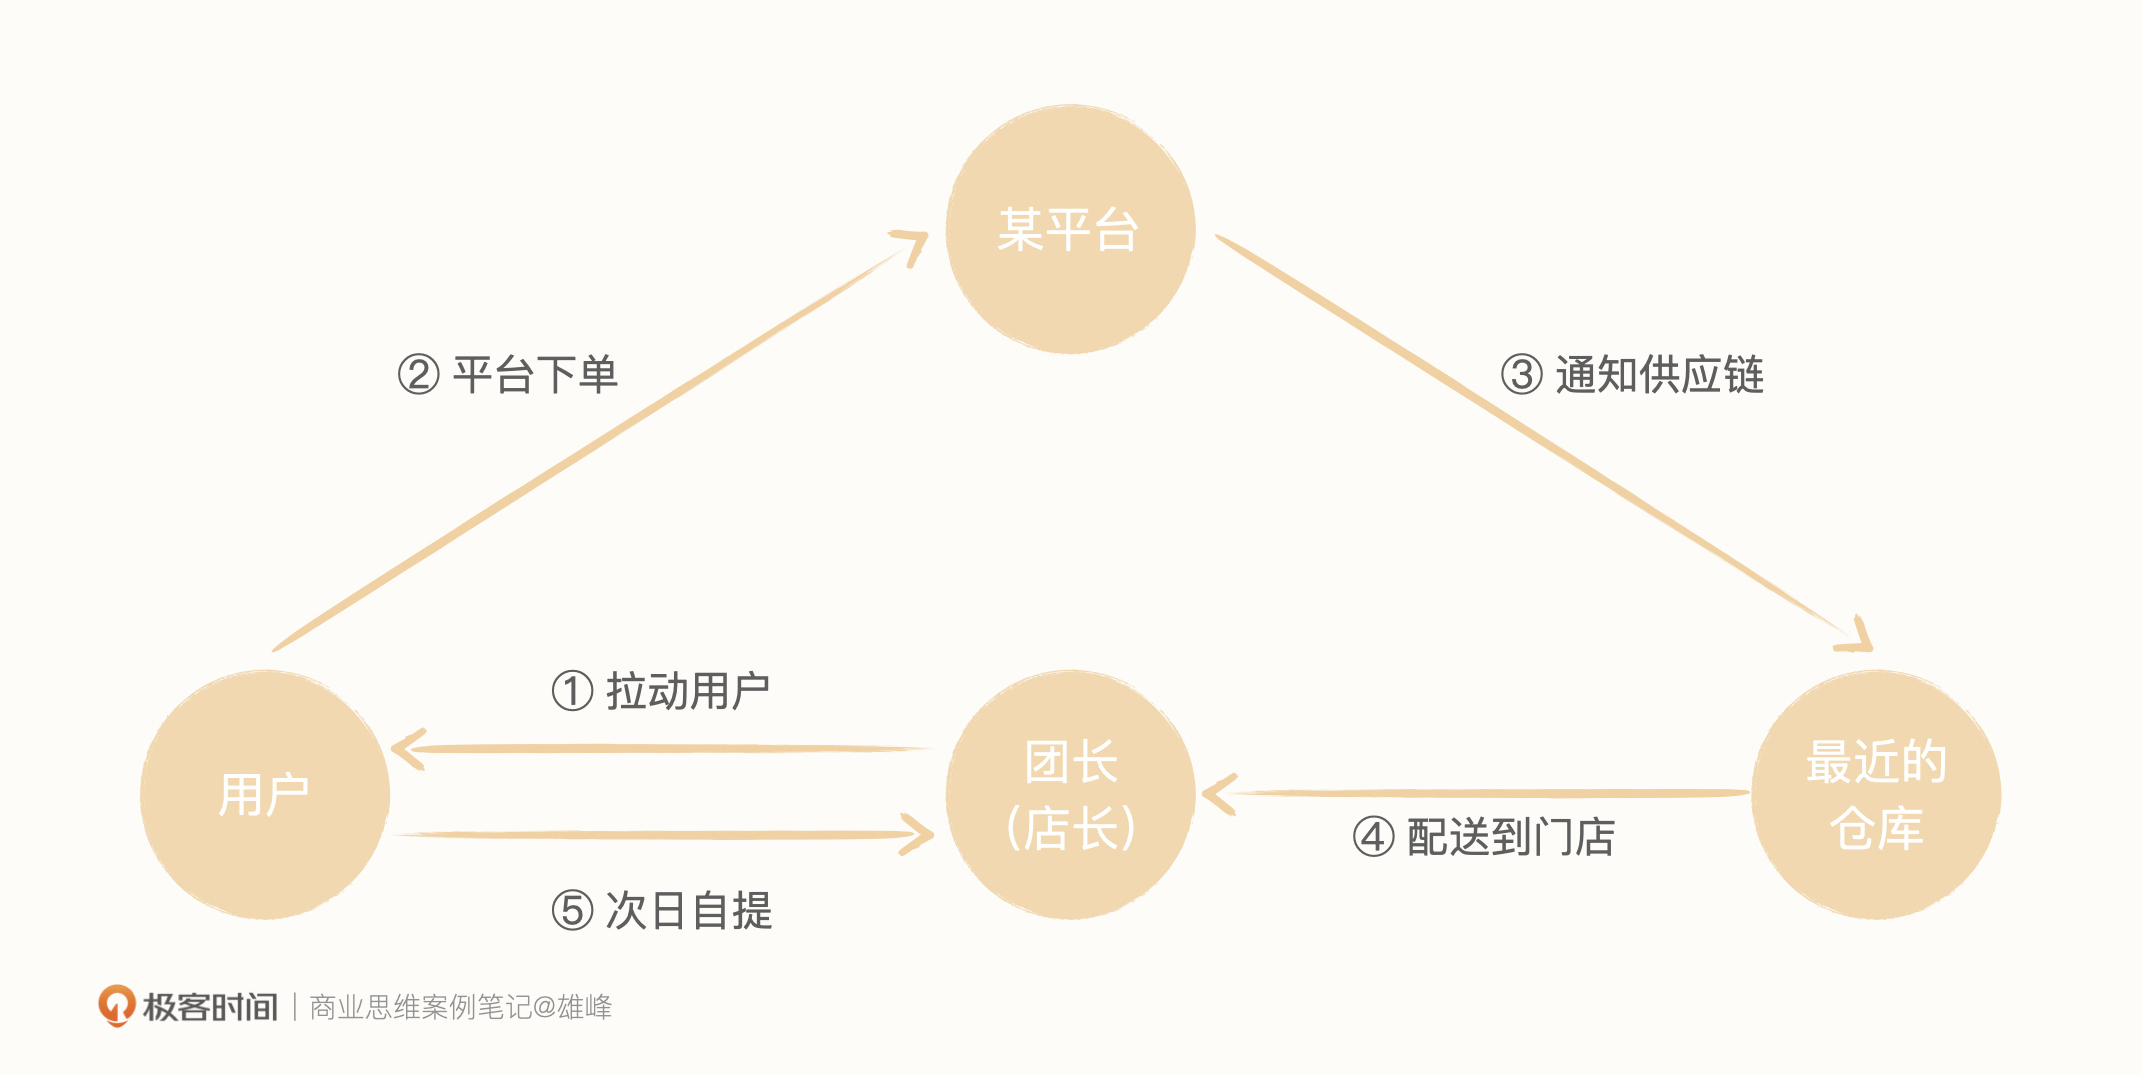 某平台
② 平台下单
③ 通知供应链
① 拉动用户
用户
团长
(店长)
最近的
仓库
④ 配送到门店
⑤ 次日自提
极客时间 | 商业思维案例笔记@雄峰